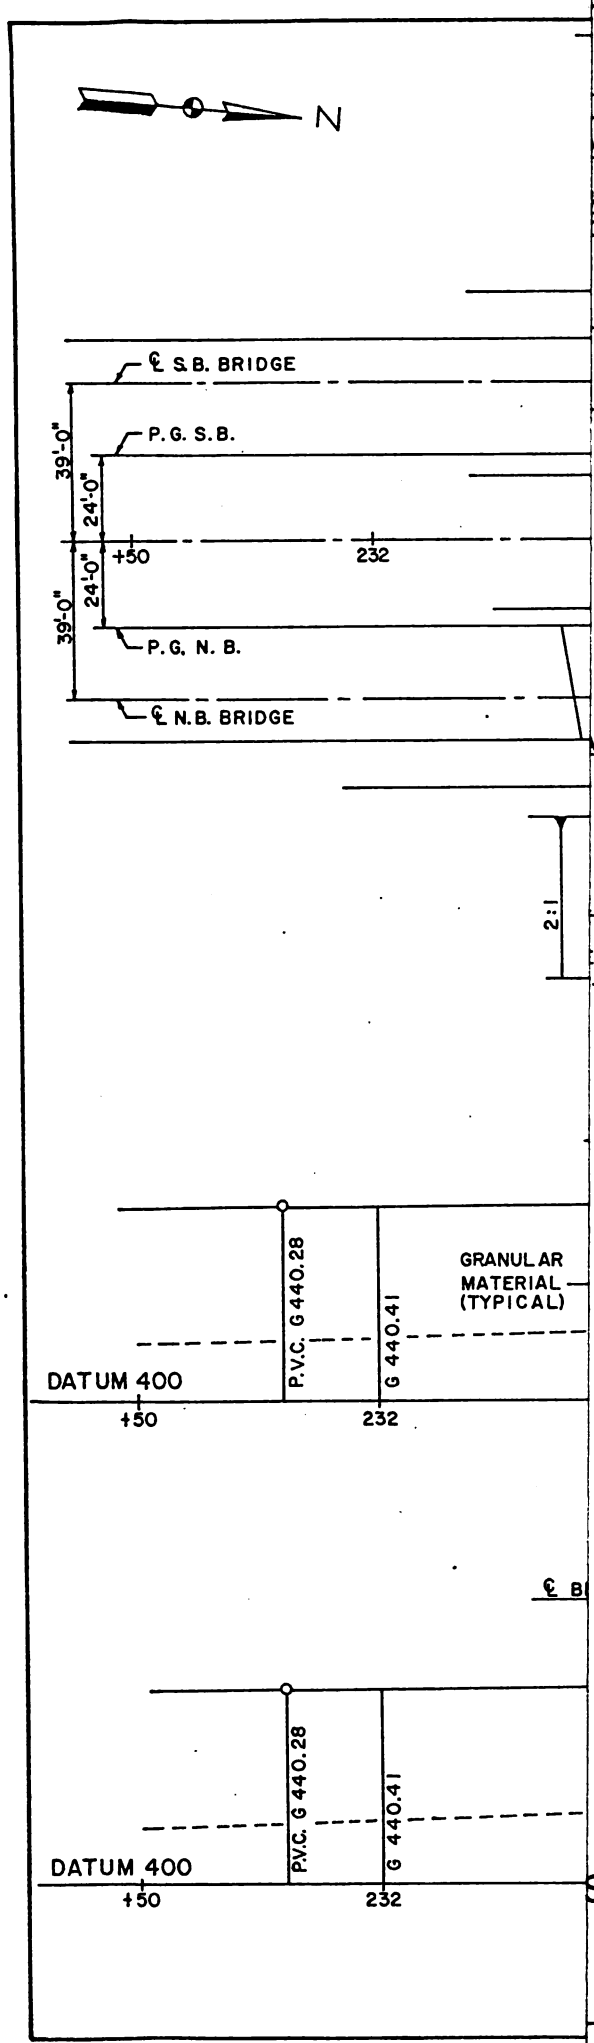 N
℄ S.B. BRIDGE
39'-0"
P.G. S.B.
24'-0"
+50
232
24'-0"
39'-0"
P.G. N.B.
℄ N.B. BRIDGE
2:1
P.V.C. G 440.28
G 440.41
GRANULAR
MATERIAL
(TYPICAL)
DATUM 400
+50
232
℄ B
P.V.C. G 440.28
G 440.41
DATUM 400
+50
232